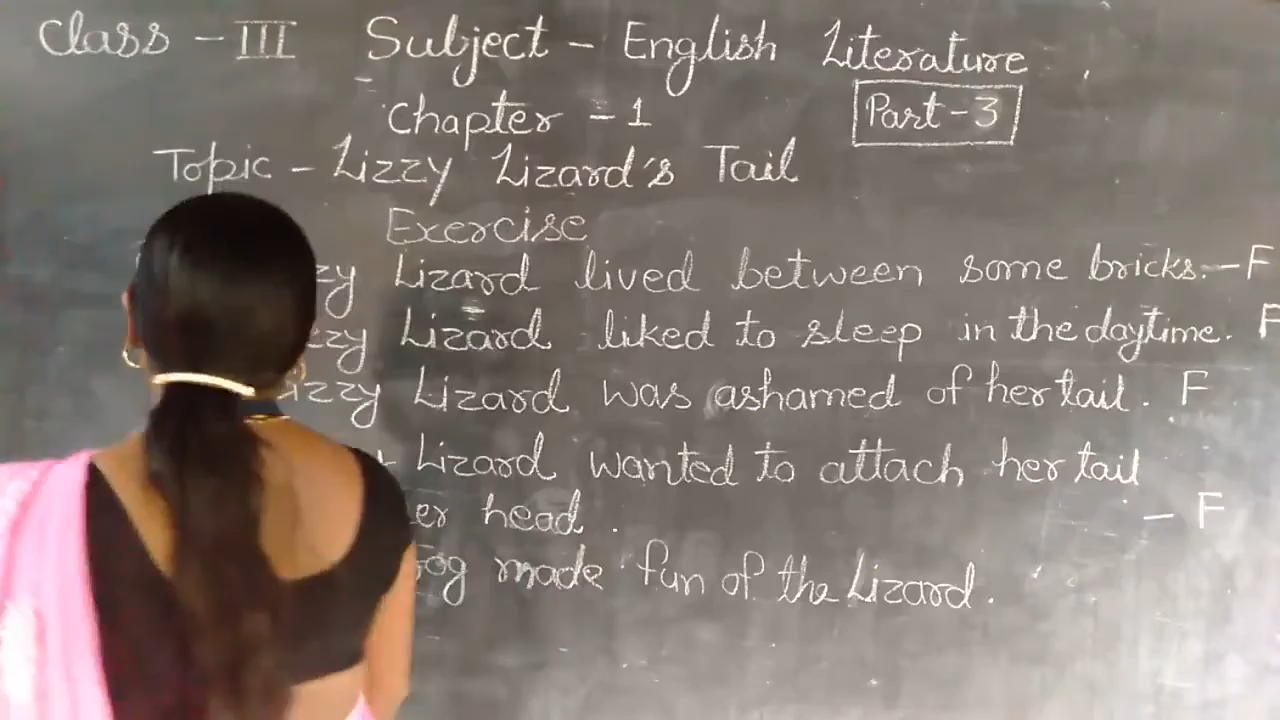 Class - III Subject - English Literature
Chapter - 1 Part-3
Topic - Lizzy Lizard's Tail
Exercise
Lizard lived between some bricks. - F
Lizard liked to sleep in the daytime. F
Lizard was ashamed of her tail. F
Lizard wanted to attach her tail
head. - F
made fun of the Lizard.